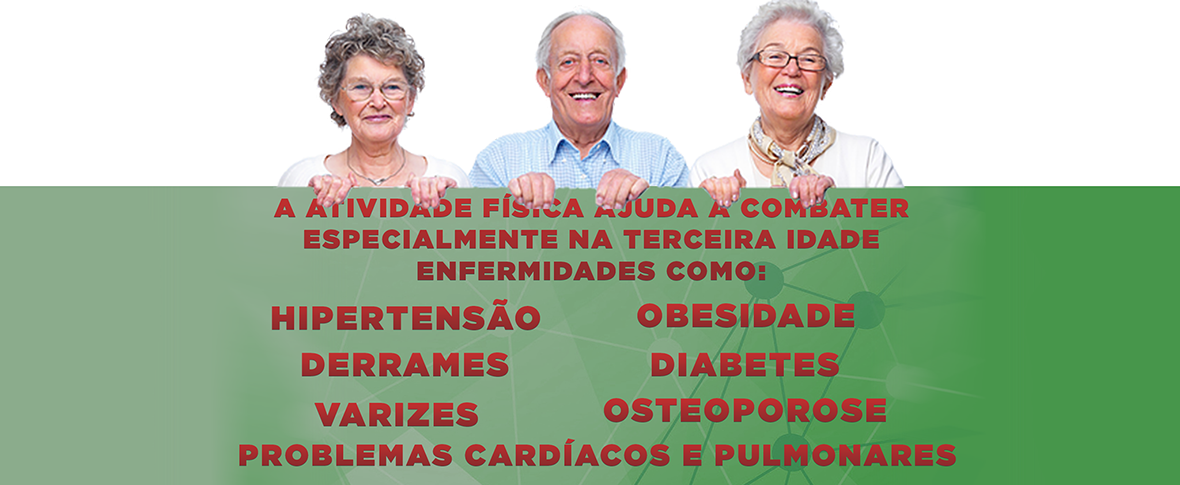 A ATIVIDADE FÍSICA AJUDA A COMBATER
ESPECIALMENTE NA TERCEIRA IDADE
ENFERMIDADES COMO:
HIPERTENSÃO
OBESIDADE
DERRAMES
DIABETES
VARIZES
OSTEOPOROSE
PROBLEMAS CARDÍACOS E PULMONARES